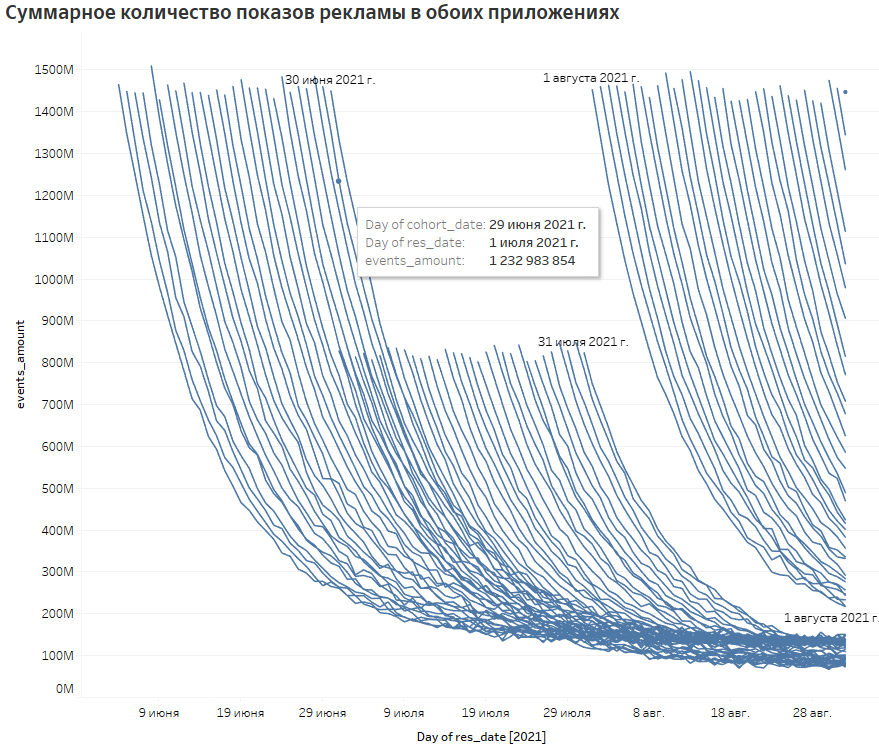 Суммарное количество показов рекламы в обоих приложениях
1500M
1400M
1300M
1200M
1100M
1000M
900M
800M
700M
600M
500M
400M
300M
200M
100M
0M
events_amount
30 июня 2021 г.
1 августа 2021 г.
Day of cohort_date: 29 июня 2021 г.
Day of res_date: 1 июля 2021 г.
events_amount: 1 232 983 854
31 июля 2021 г.
1 августа 2021 г.
9 июня 19 июня 29 июня 9 июля 19 июля 29 июля 8 авг. 18 авг. 28 авг.
Day of res_date [2021]